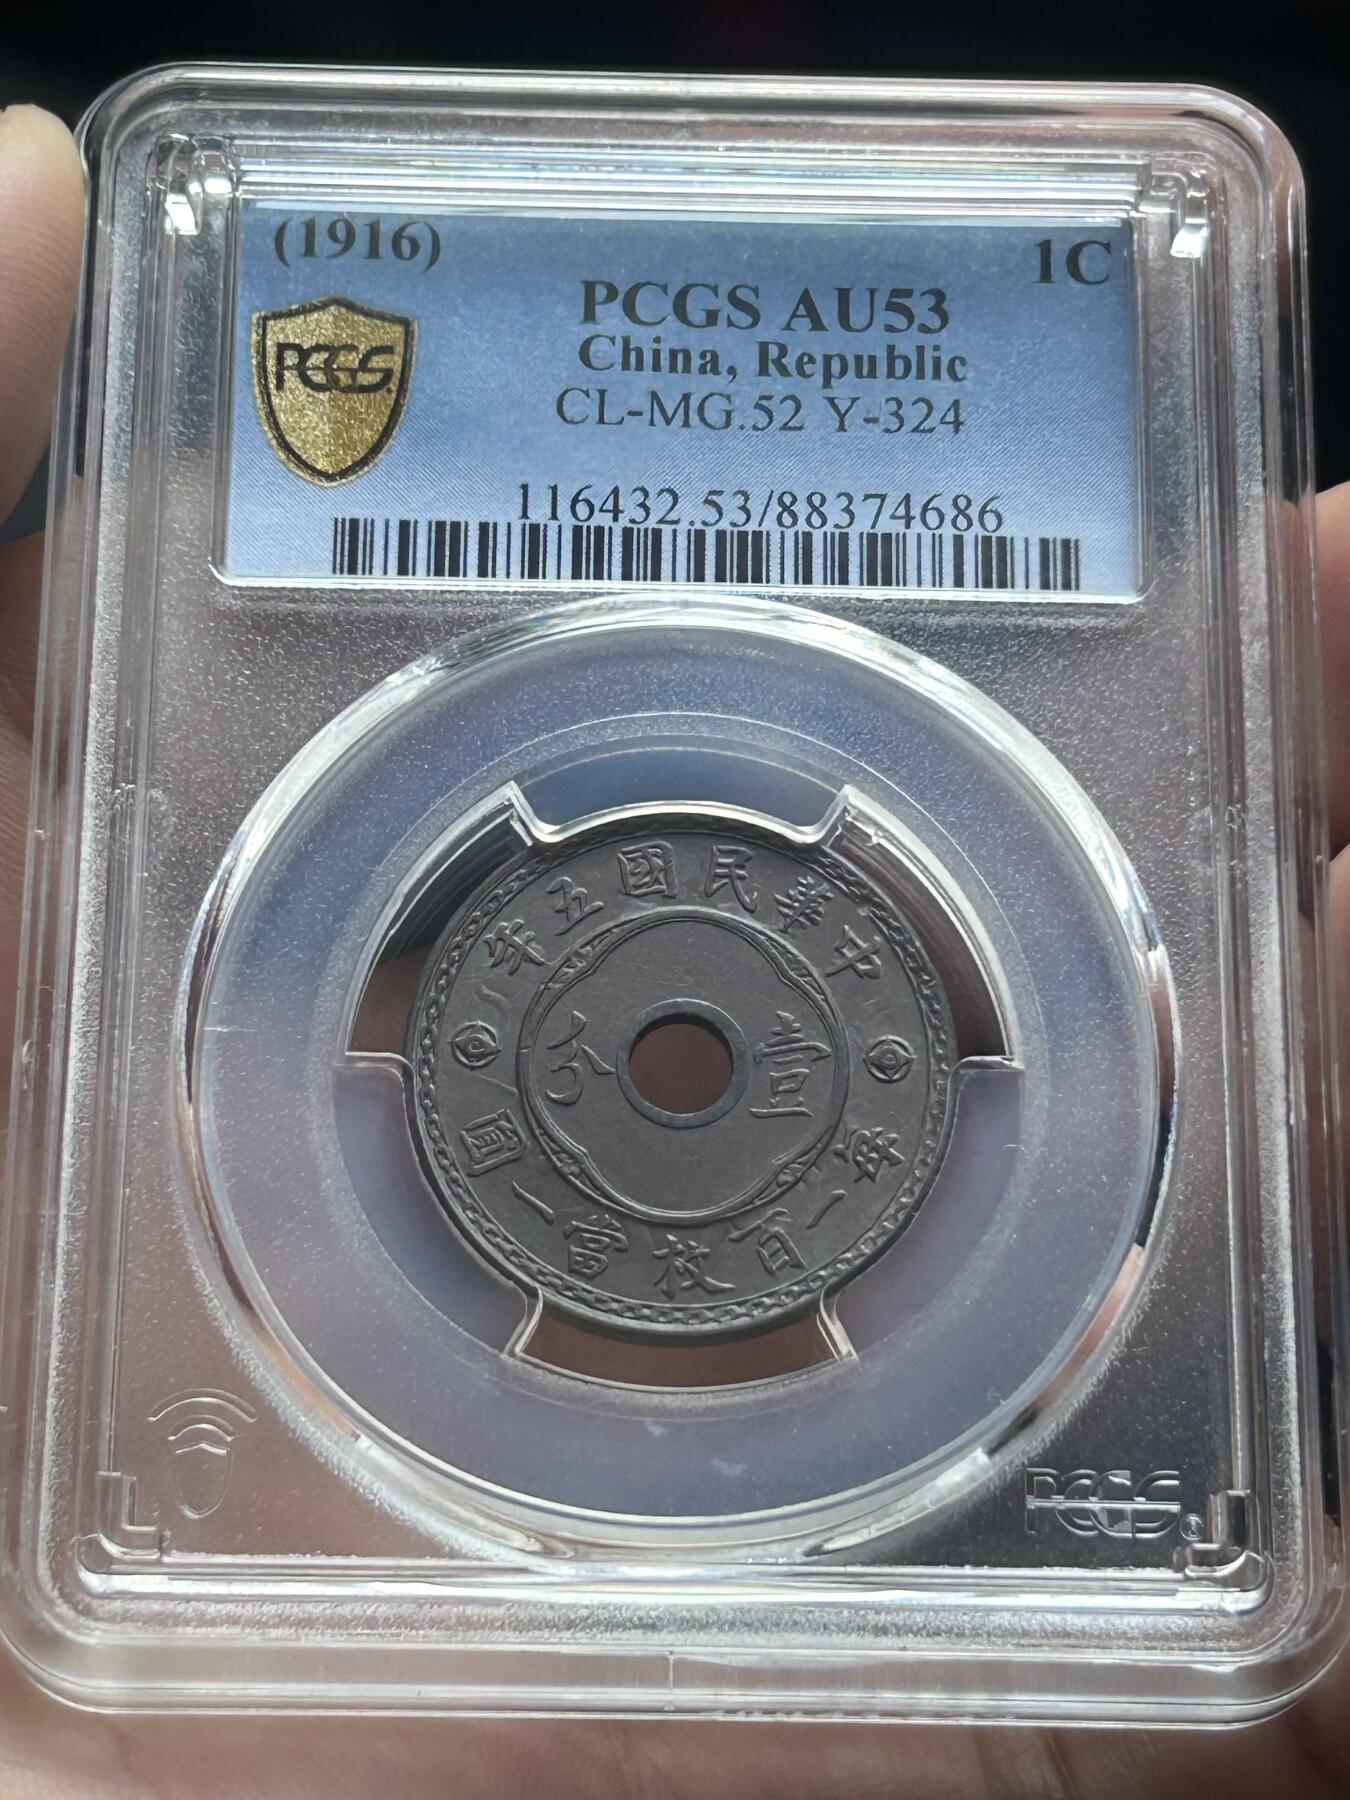 (1916) 1C
PCGS AU53
PCGS China, Republic
CL-MG.52 Y-324
116432.53/88374686
中華民國五年
壹分
每一百枚當一圓
PCGS